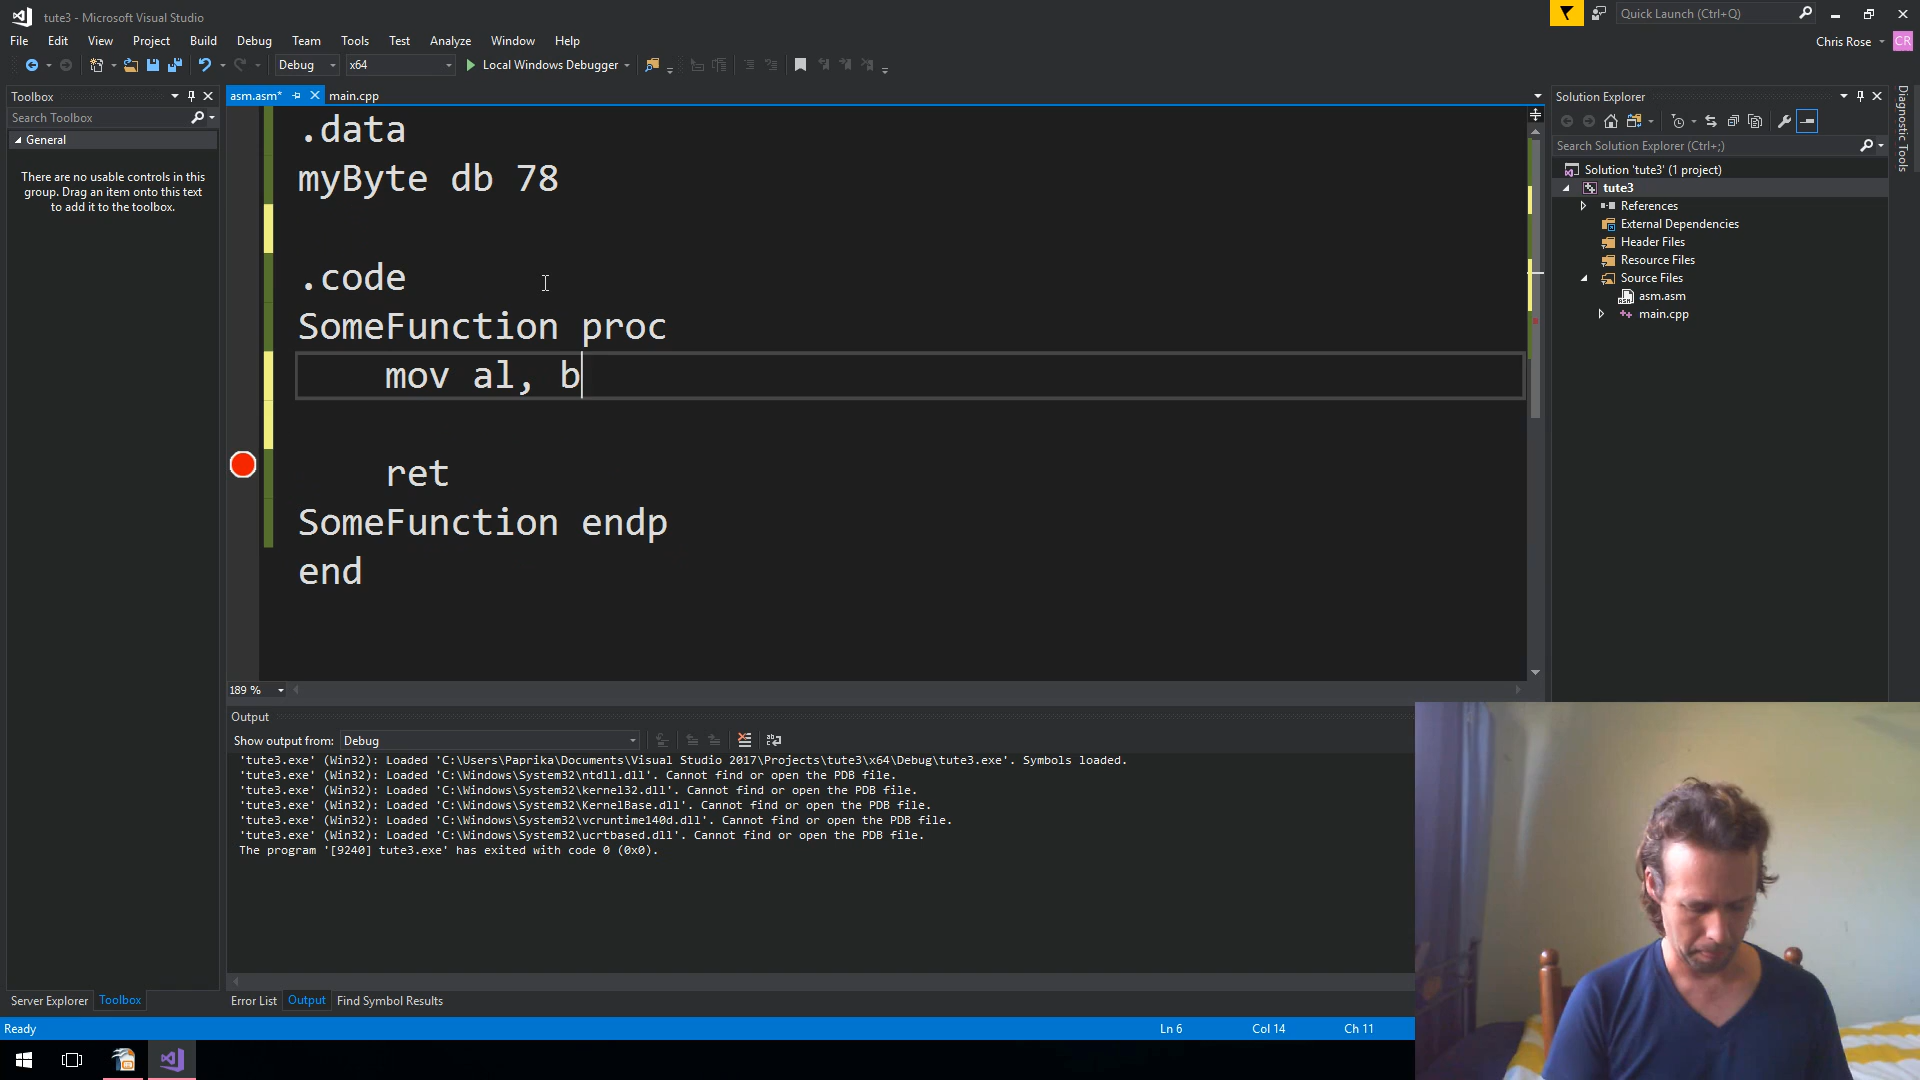 tute3 - Microsoft Visual Studio
Quick Launch (Ctrl+Q)
File Edit View Project Build Debug Team Tools Test Analyze Window Help
Chris Rose CR
Debug x64 Local Windows Debugger
Toolbox
Search Toolbox
General
There are no usable controls in this
group. Drag an item onto this text
to add it to the toolbox.
asm.asm* main.cpp
.data
myByte db 78
.code
SomeFunction proc
mov al, b
ret
SomeFunction endp
end
189 %
Output
Show output from: Debug
'tute3.exe' (Win32): Loaded 'C:\Users\Paprika\Documents\Visual Studio 2017\Projects\tute3\x64\Debug\tute3.exe'. Symbols loaded.
'tute3.exe' (Win32): Loaded 'C:\Windows\System32\ntdll.dll'. Cannot find or open the PDB file.
'tute3.exe' (Win32): Loaded 'C:\Windows\System32\kernel32.dll'. Cannot find or open the PDB file.
'tute3.exe' (Win32): Loaded 'C:\Windows\System32\KernelBase.dll'. Cannot find or open the PDB file.
'tute3.exe' (Win32): Loaded 'C:\Windows\System32\vcruntime140d.dll'. Cannot find or open the PDB file.
'tute3.exe' (Win32): Loaded 'C:\Windows\System32\ucrtbased.dll'. Cannot find or open the PDB file.
The program '[9240] tute3.exe' has exited with code 0 (0x0).
Solution Explorer
Search Solution Explorer (Ctrl+;)
Solution 'tute3' (1 project)
tute3
References
External Dependencies
Header Files
Resource Files
Source Files
asm.asm
main.cpp
Diagnostic Tools
Server Explorer Toolbox
Error List Output Find Symbol Results
Ready Ln 6 Col 14 Ch 11